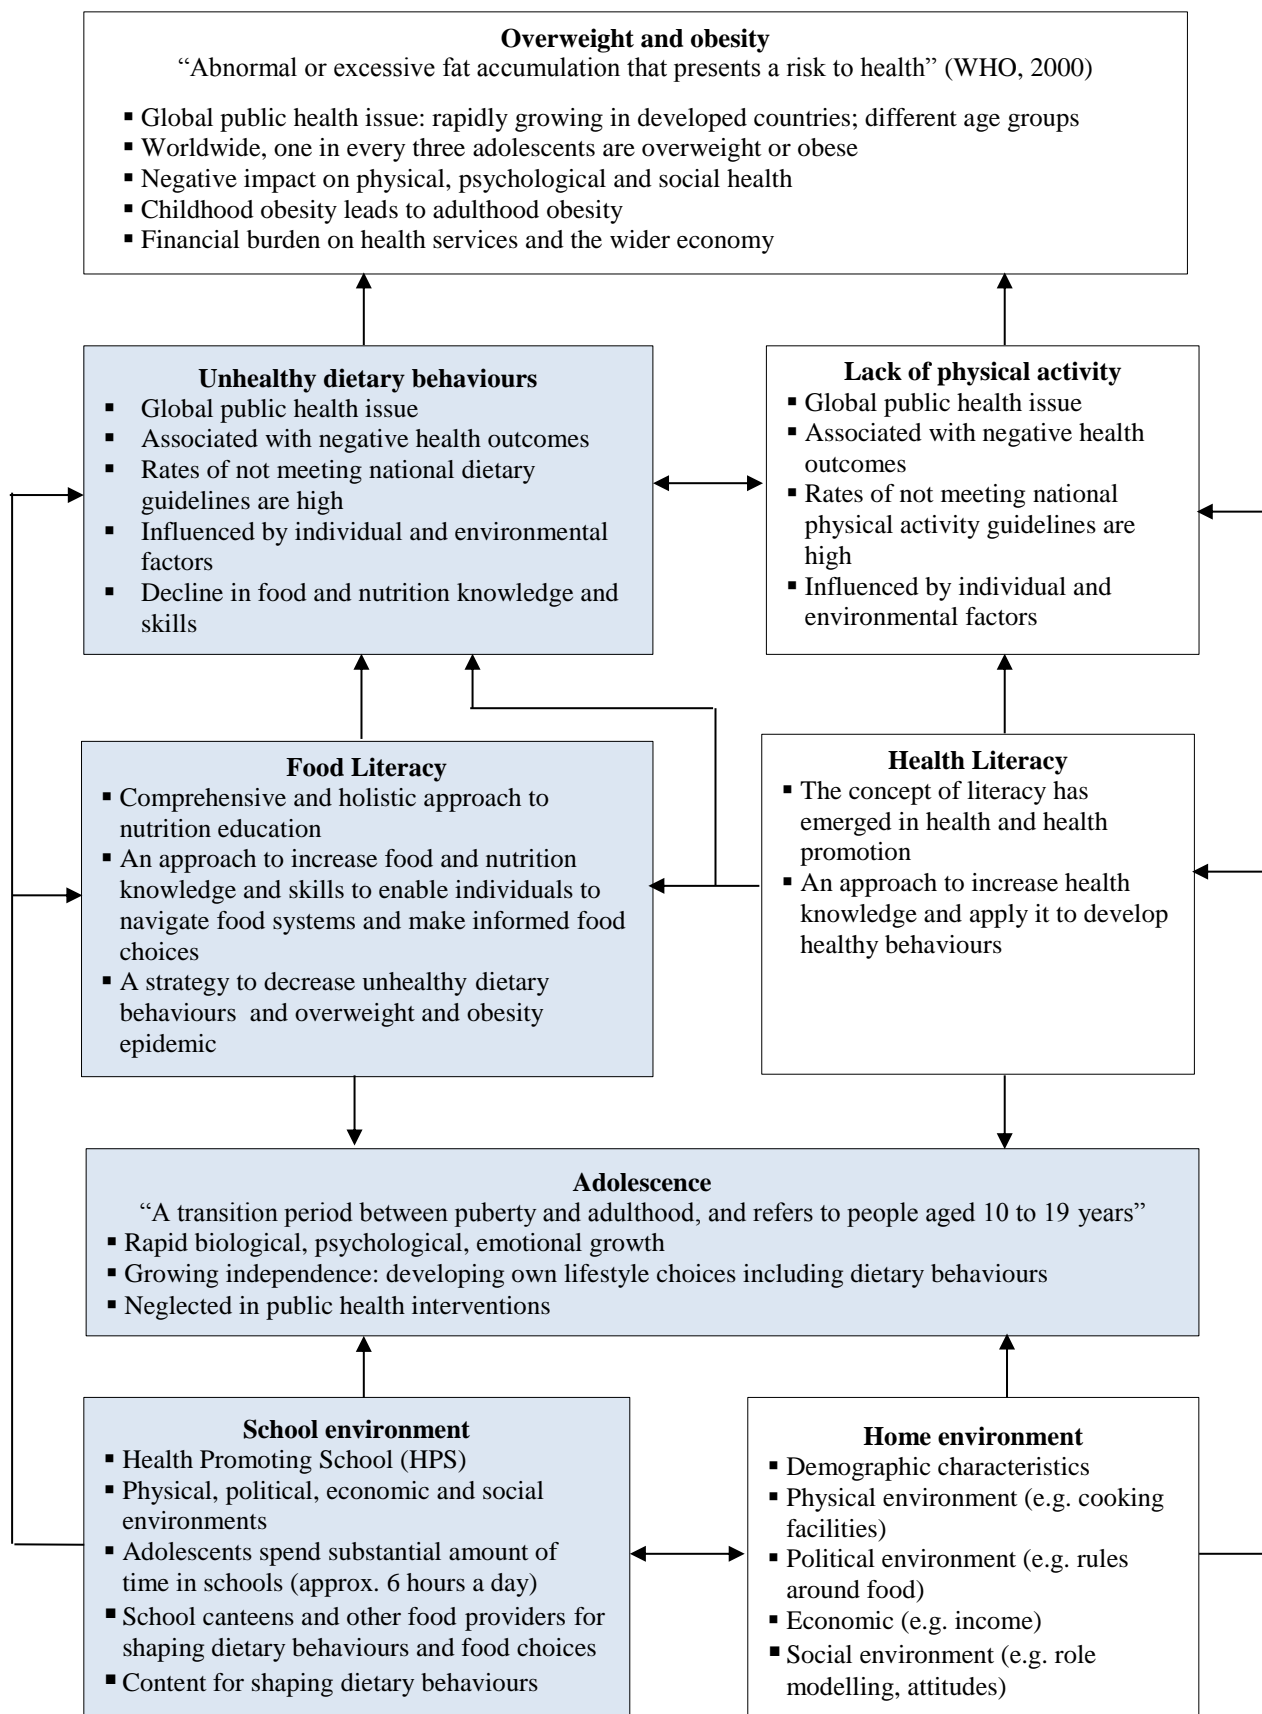 Overweight and obesity
“Abnormal or excessive fat accumulation that presents a risk to health” (WHO, 2000)
▪ Global public health issue: rapidly growing in developed countries; different age groups
▪ Worldwide, one in every three adolescents are overweight or obese
▪ Negative impact on physical, psychological and social health
▪ Childhood obesity leads to adulthood obesity
▪ Financial burden on health services and the wider economy
Unhealthy dietary behaviours
▪ Global public health issue
▪ Associated with negative health outcomes
▪ Rates of not meeting national dietary
guidelines are high
▪ Influenced by individual and environmental
factors
▪ Decline in food and nutrition knowledge and
skills
Lack of physical activity
▪ Global public health issue
▪ Associated with negative health
outcomes
▪ Rates of not meeting national
physical activity guidelines are
high
▪ Influenced by individual and
environmental factors
Food Literacy
▪ Comprehensive and holistic approach to
nutrition education
▪ An approach to increase food and nutrition
knowledge and skills to enable individuals to
navigate food systems and make informed food
choices
▪ A strategy to decrease unhealthy dietary
behaviours and overweight and obesity
epidemic
Health Literacy
▪ The concept of literacy has
emerged in health and health
promotion
▪ An approach to increase health
knowledge and apply it to develop
healthy behaviours
Adolescence
“A transition period between puberty and adulthood, and refers to people aged 10 to 19 years”
▪ Rapid biological, psychological, emotional growth
▪ Growing independence: developing own lifestyle choices including dietary behaviours
▪ Neglected in public health interventions
School environment
▪ Health Promoting School (HPS)
▪ Physical, political, economic and social
environments
▪ Adolescents spend substantial amount of
time in schools (approx. 6 hours a day)
▪ School canteens and other food providers for
shaping dietary behaviours and food choices
▪ Content for shaping dietary behaviours
Home environment
▪ Demographic characteristics
▪ Physical environment (e.g. cooking
facilities)
▪ Political environment (e.g. rules
around food)
▪ Economic (e.g. income)
▪ Social environment (e.g. role
modelling, attitudes)